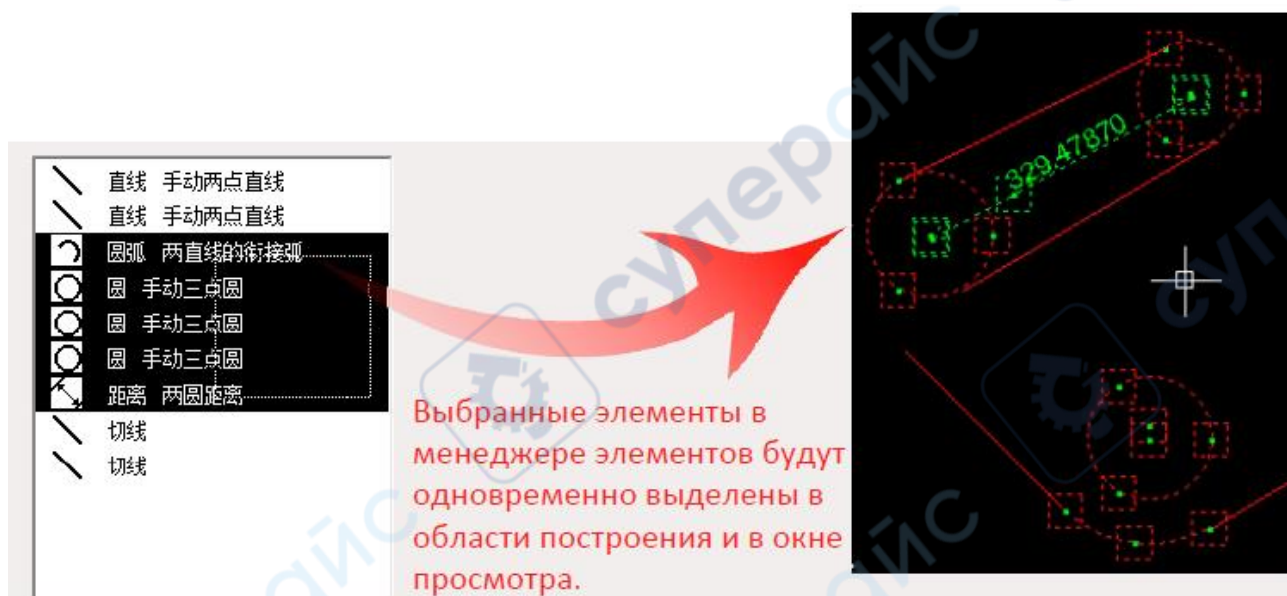 直线 手动两点直线
直线 手动两点直线
圆弧 两直线的衔接弧
圆 手动三点圆
圆 手动三点圆
圆 手动三点圆
距离 两圆距离
切线
切线
Выбранные элементы в
менеджере элементов будут
одновременно выделены в
области построения и в окне
просмотра.
329.47870
суперайс